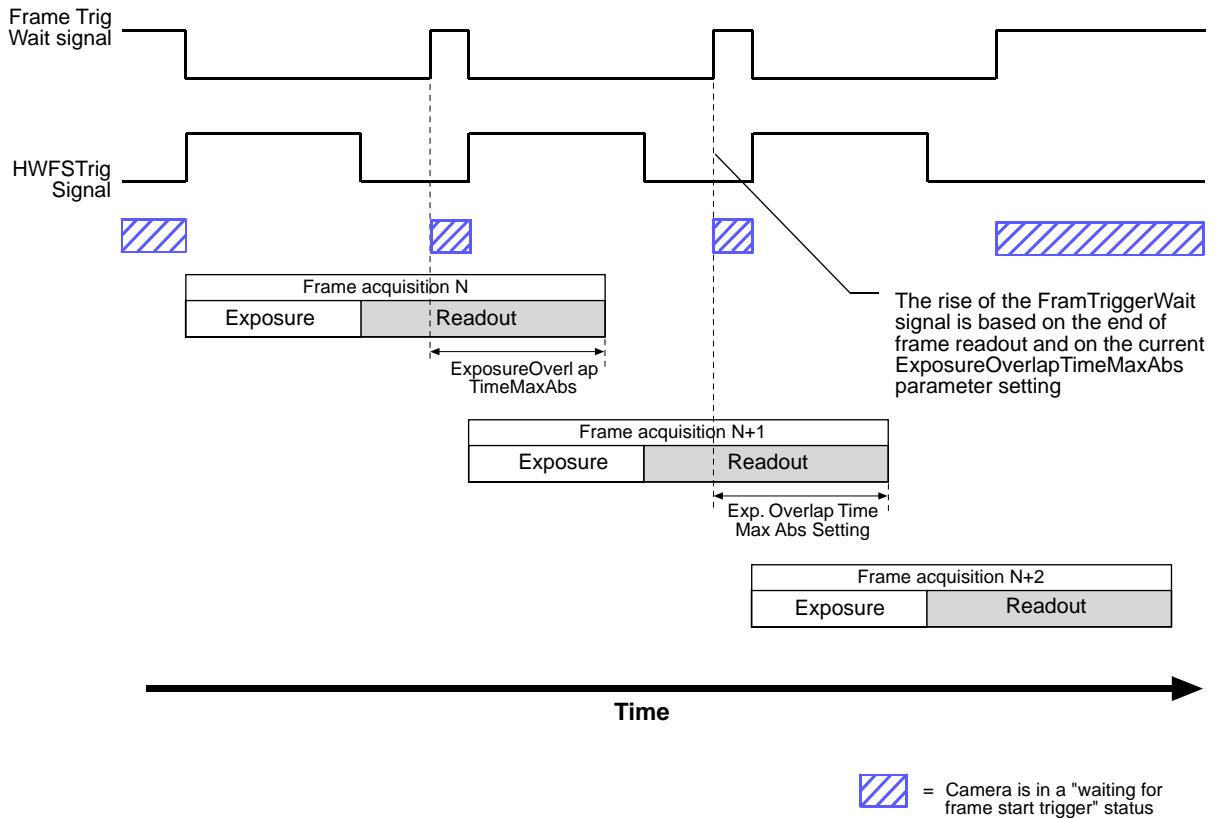 Frame Trig
Wait signal
HWFSTrig
Signal
Frame acquisition N
Exposure
Readout
ExposureOverl ap
TimeMaxAbs
The rise of the FramTriggerWait
signal is based on the end of
frame readout and on the current
ExposureOverlapTimeMaxAbs
parameter setting
Frame acquisition N+1
Exposure
Readout
Exp. Overlap Time
Max Abs Setting
Frame acquisition N+2
Exposure
Readout
Time
= Camera is in a "waiting for
frame start trigger" status